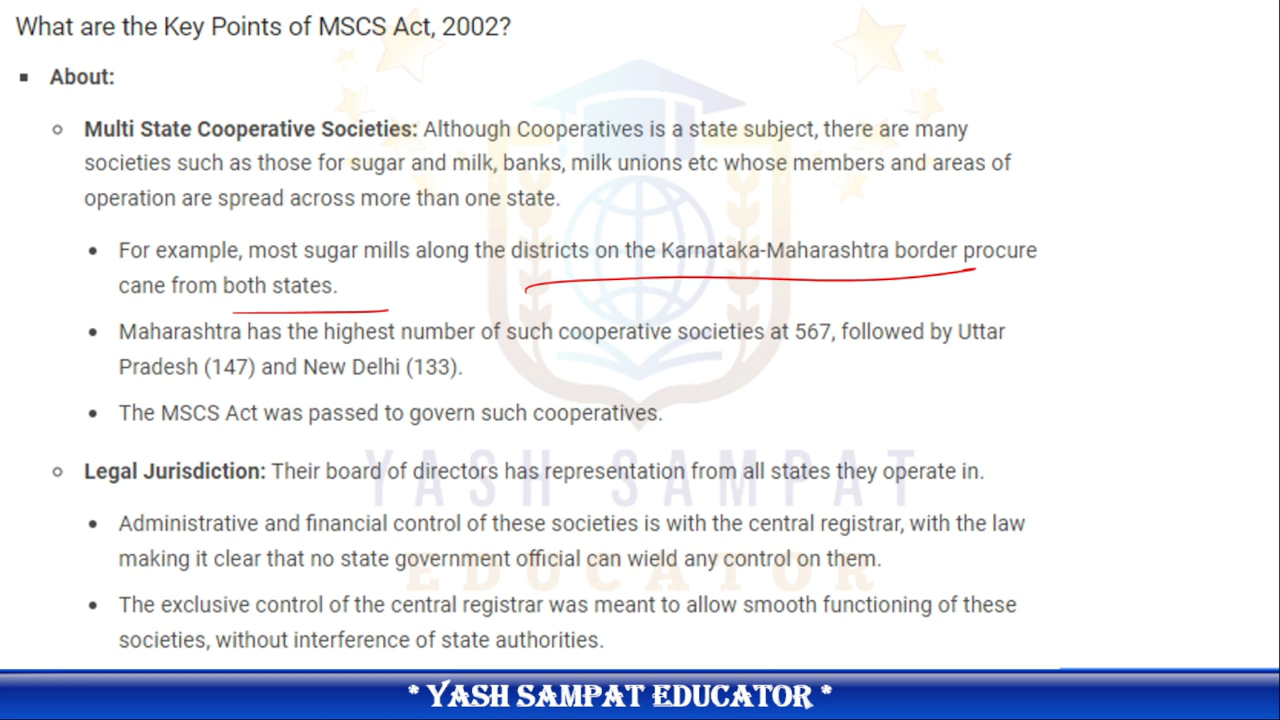 What are the Key Points of MSCS Act, 2002?
▪ About:
○ Multi State Cooperative Societies: Although Cooperatives is a state subject, there are many
societies such as those for sugar and milk, banks, milk unions etc whose members and areas of
operation are spread across more than one state.
• For example, most sugar mills along the districts on the Karnataka-Maharashtra border procure
cane from both states.
• Maharashtra has the highest number of such cooperative societies at 567, followed by Uttar
Pradesh (147) and New Delhi (133).
• The MSCS Act was passed to govern such cooperatives.
○ Legal Jurisdiction: Their board of directors has representation from all states they operate in.
YASH SAMPAT
• Administrative and financial control of these societies is with the central registrar, with the law
making it clear that no state government official can wield any control on them.
EDUCATOR
• The exclusive control of the central registrar was meant to allow smooth functioning of these
societies, without interference of state authorities.
* YASH SAMPAT EDUCATOR *